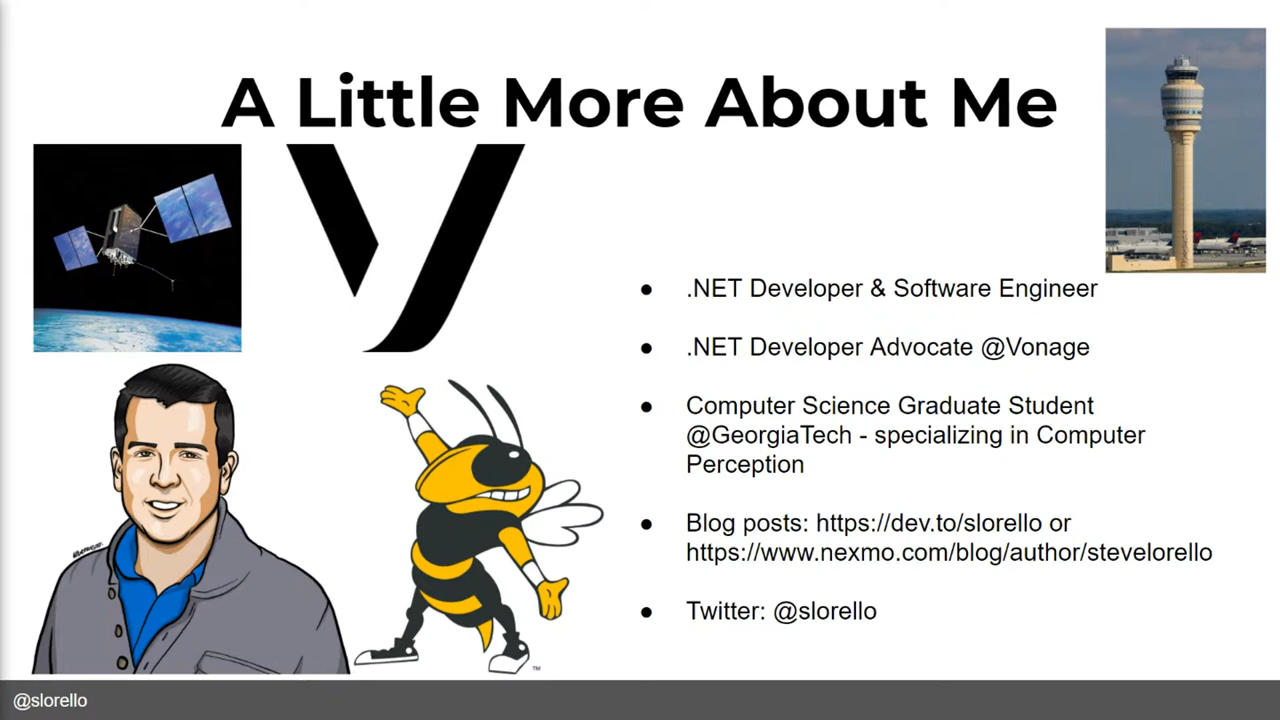 A Little More About Me
.NET Developer & Software Engineer
.NET Developer Advocate @Vonage
Computer Science Graduate Student
@GeorgiaTech - specializing in Computer
Perception
Blog posts: https://dev.to/slorello or
https://www.nexmo.com/blog/author/stevelorello
Twitter: @slorello
TM
@slorello